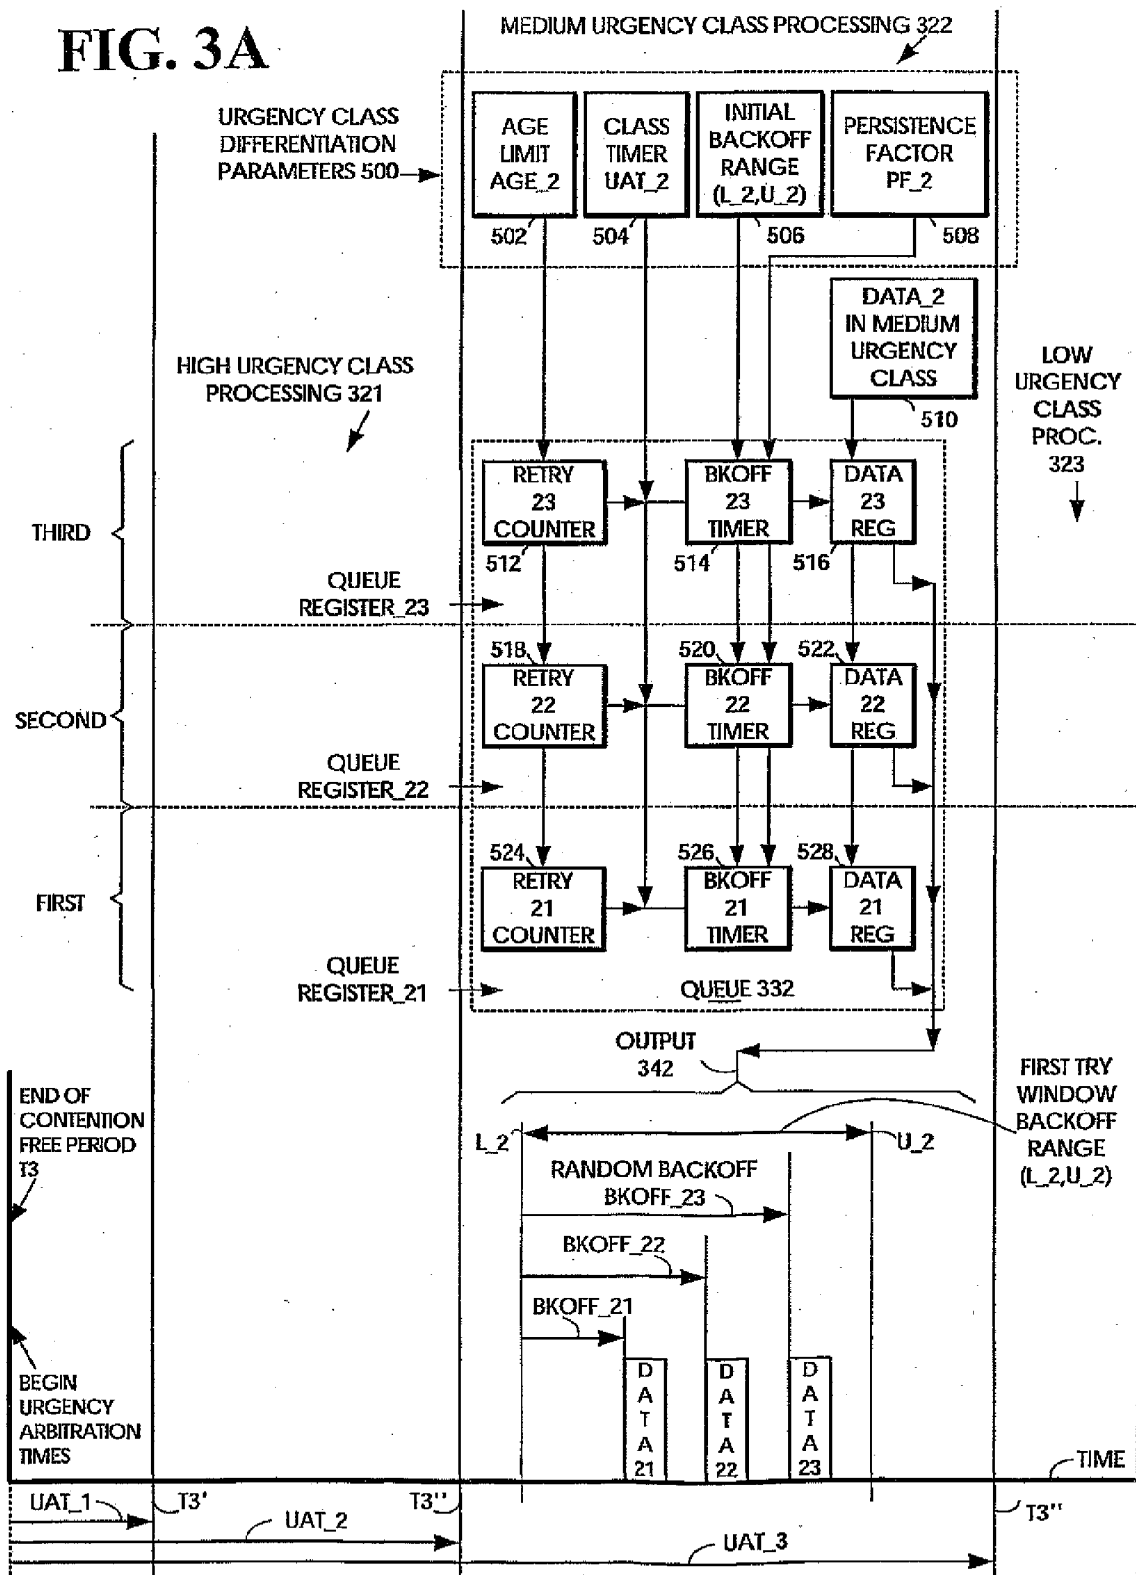 FIG. 3A
MEDIUM URGENCY CLASS PROCESSING 322
URGENCY CLASS
DIFFERENTIATION
PARAMETERS 500
AGE
LIMIT
AGE_2
502
CLASS
TIMER
UAT_2
504
INITIAL
BACKOFF
RANGE
(L_2,U_2)
506
PERSISTENCE
FACTOR
PF_2
508
DATA_2
IN MEDIUM
URGENCY
CLASS
510
HIGH URGENCY CLASS
PROCESSING 321
LOW
URGENCY
CLASS
PROC.
323
THIRD
RETRY
23
COUNTER
512
BKOFF
23
TIMER
514
DATA
23
REG
516
QUEUE
REGISTER_23
SECOND
518
RETRY
22
COUNTER
520
BKOFF
22
TIMER
522
DATA
22
REG
QUEUE
REGISTER_22
FIRST
524
RETRY
21
COUNTER
526
BKOFF
21
TIMER
528
DATA
21
REG
QUEUE
REGISTER_21
QUEUE 332
OUTPUT
342
FIRST TRY
WINDOW
BACKOFF
RANGE
(L_2,U_2)
END OF
CONTENTION
FREE PERIOD
T3
L_2
U_2
RANDOM BACKOFF
BKOFF_23
BKOFF_22
BKOFF_21
BEGIN
URGENCY
ARBITRATION
TIMES
DATA
21
DATA
22
DATA
23
TIME
UAT_1
T3'
T3''
T3''
UAT_2
UAT_3